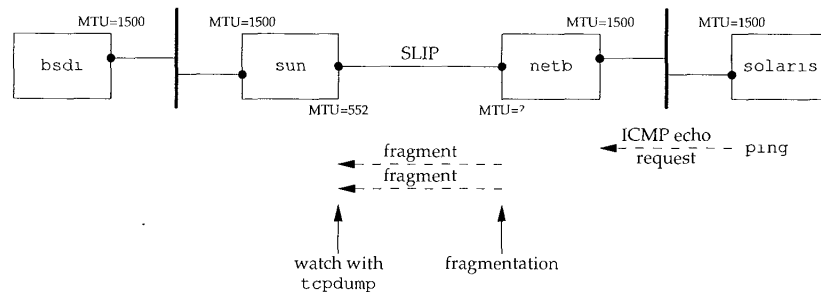 MTU=1500 MTU=1500 MTU=1500 MTU=1500
bsdi sun SLIP netb solaris
MTU=552 MTU=?
ICMP echo
request
ping
fragment
fragment
watch with
tcpdump
fragmentation